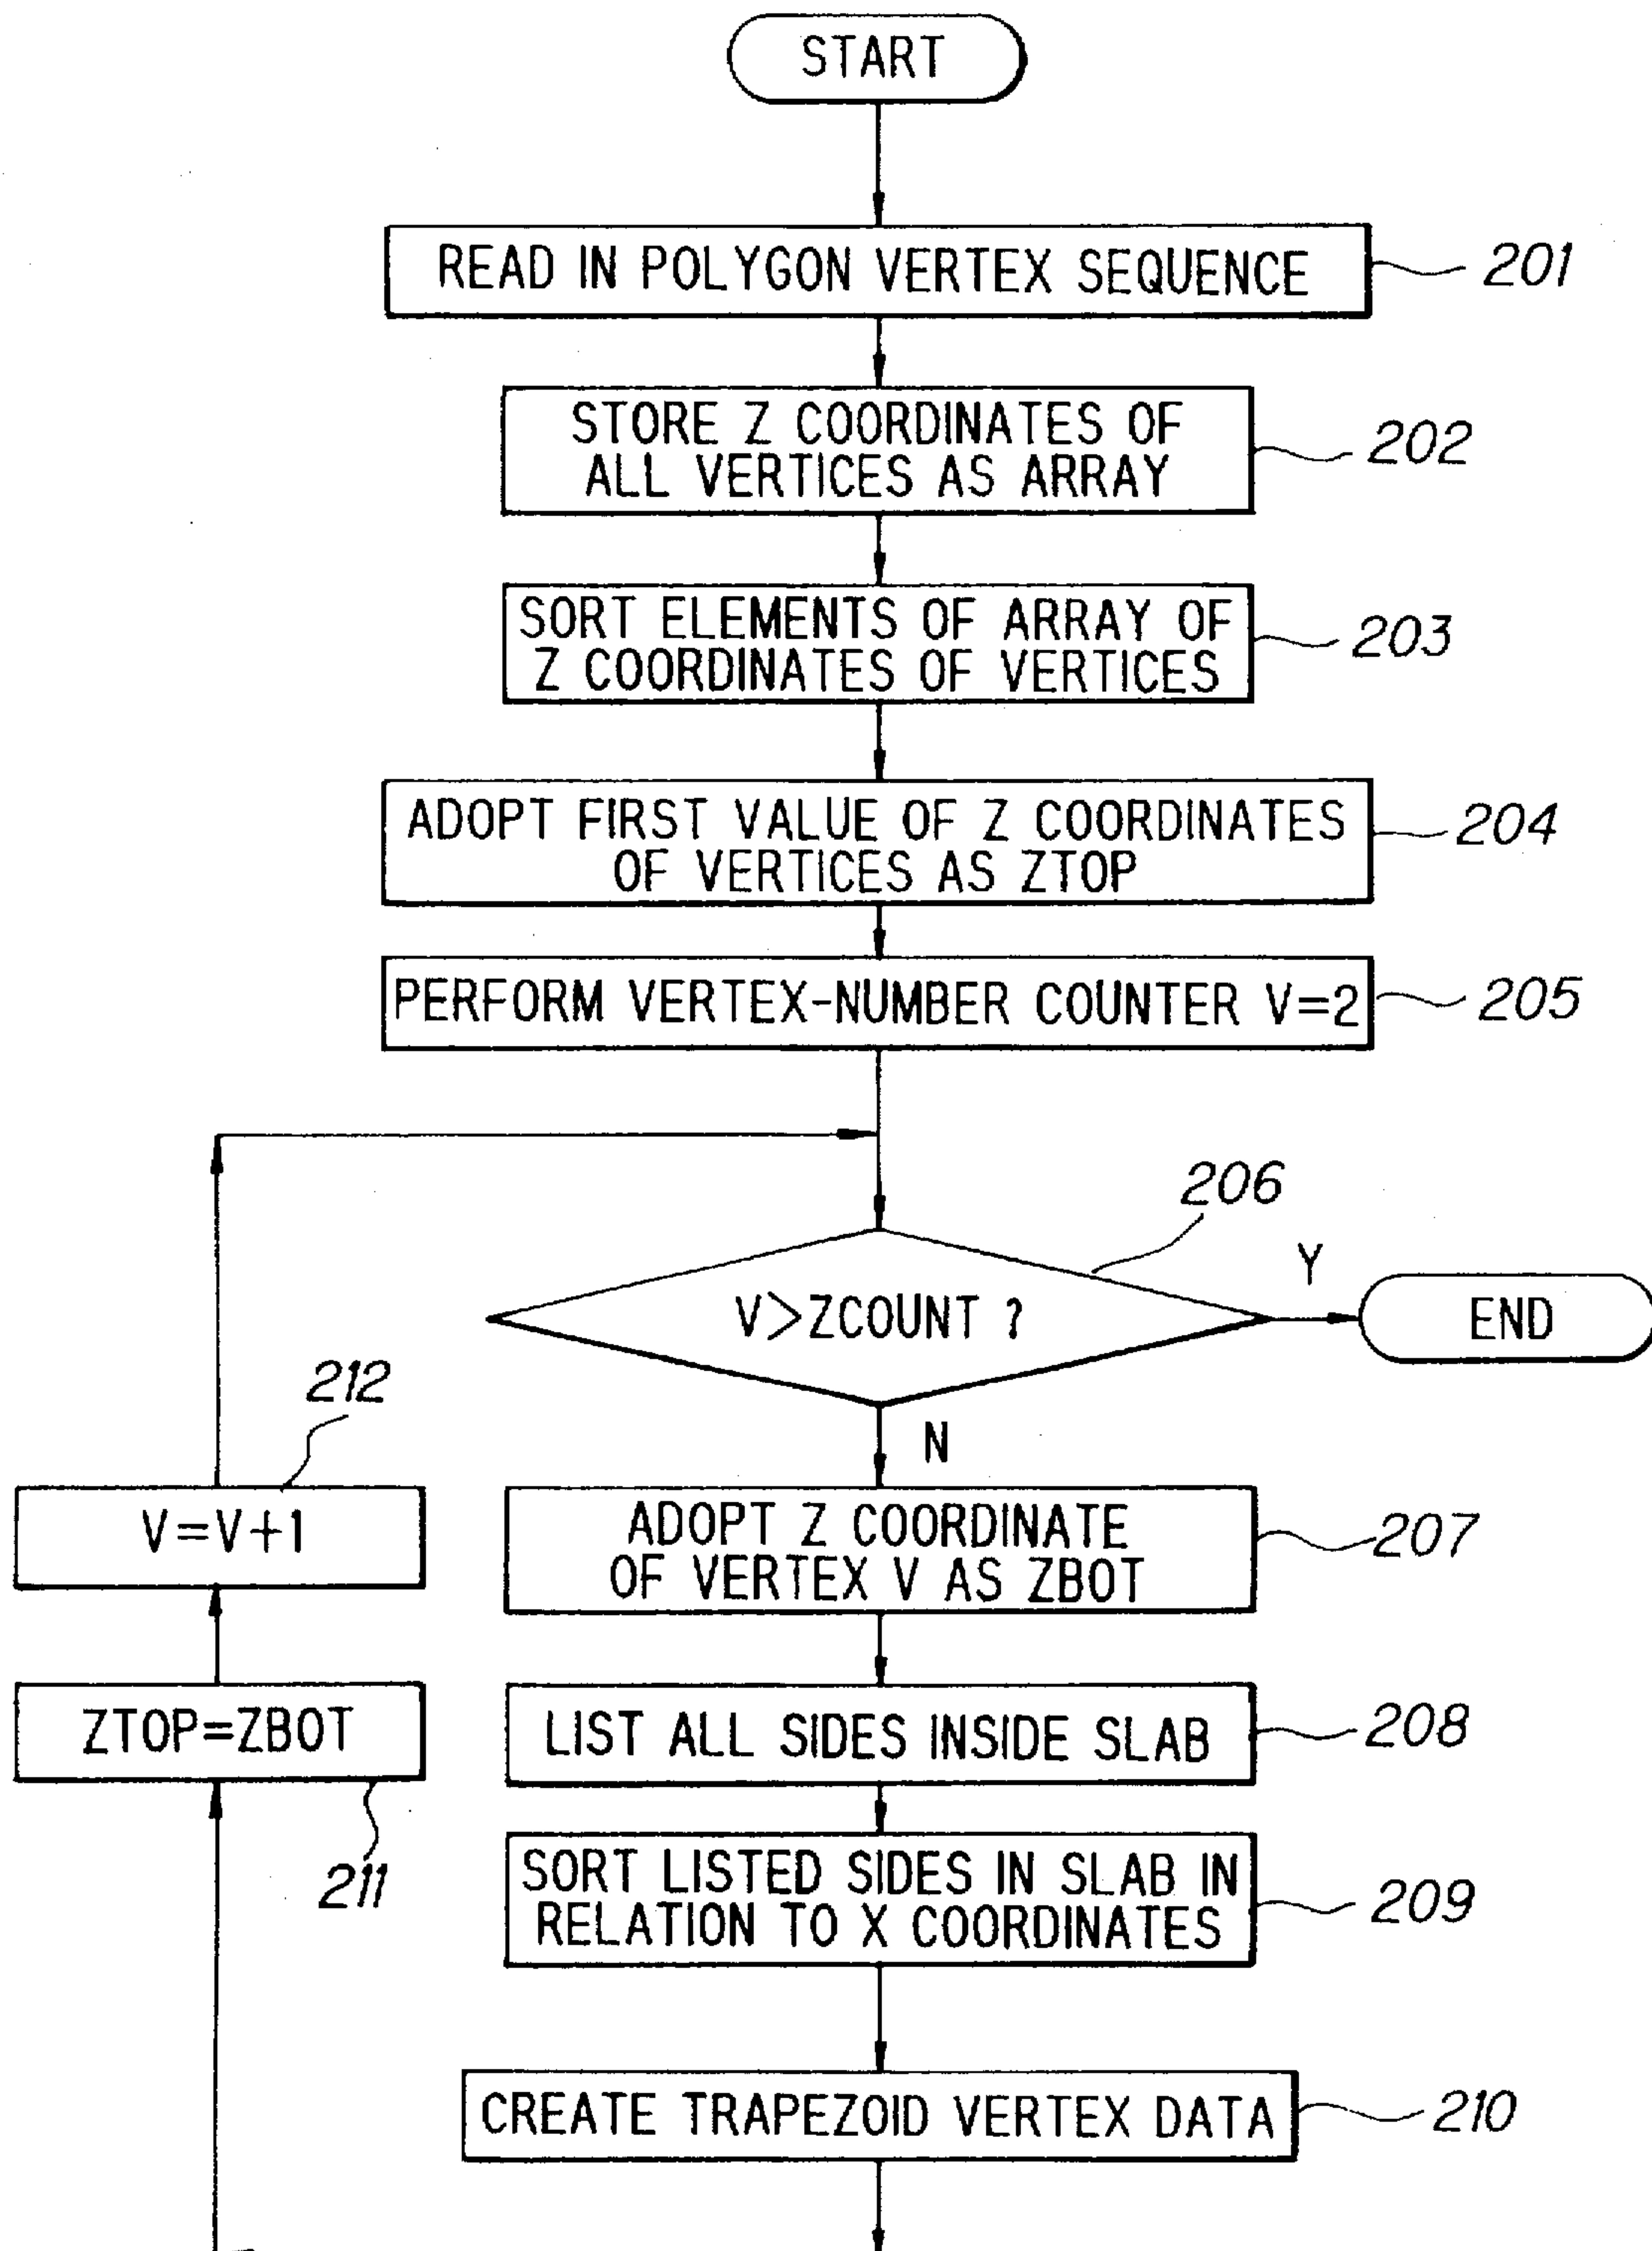 START
READ IN POLYGON VERTEX SEQUENCE
201
STORE Z COORDINATES OF
ALL VERTICES AS ARRAY
202
SORT ELEMENTS OF ARRAY OF
Z COORDINATES OF VERTICES
203
ADOPT FIRST VALUE OF Z COORDINATES
OF VERTICES AS ZTOP
204
PERFORM VERTEX-NUMBER COUNTER V=2
205
206
V>ZCOUNT ?
Y
END
N
212
V=V+1
ADOPT Z COORDINATE
OF VERTEX V AS ZBOT
207
ZTOP=ZBOT
211
LIST ALL SIDES INSIDE SLAB
208
SORT LISTED SIDES IN SLAB IN
RELATION TO X COORDINATES
209
CREATE TRAPEZOID VERTEX DATA
210